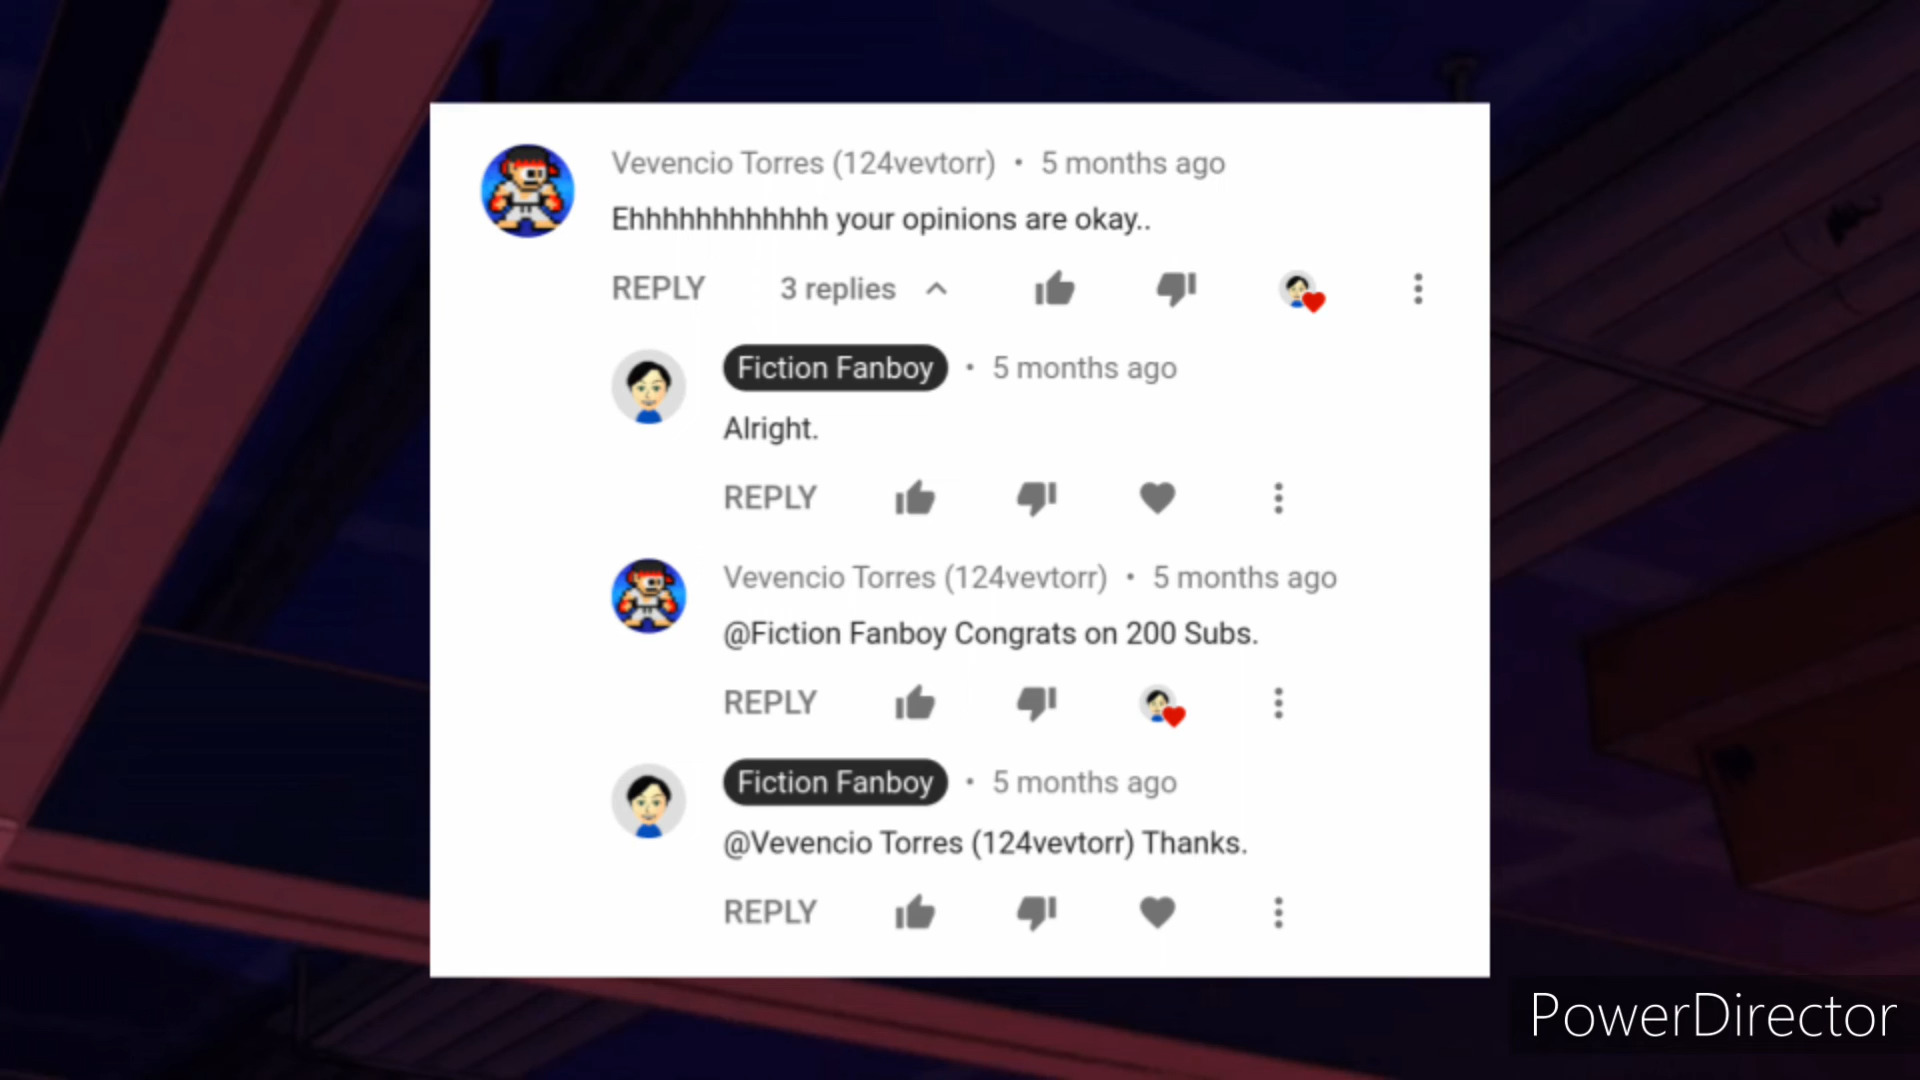 Vevencio Torres (124vevtorr) • 5 months ago
Ehhhhhhhhhhhh your opinions are okay..
REPLY 3 replies
Fiction Fanboy • 5 months ago
Alright.
REPLY
Vevencio Torres (124vevtorr) • 5 months ago
@Fiction Fanboy Congrats on 200 Subs.
REPLY
Fiction Fanboy • 5 months ago
@Vevencio Torres (124vevtorr) Thanks.
REPLY
PowerDirector